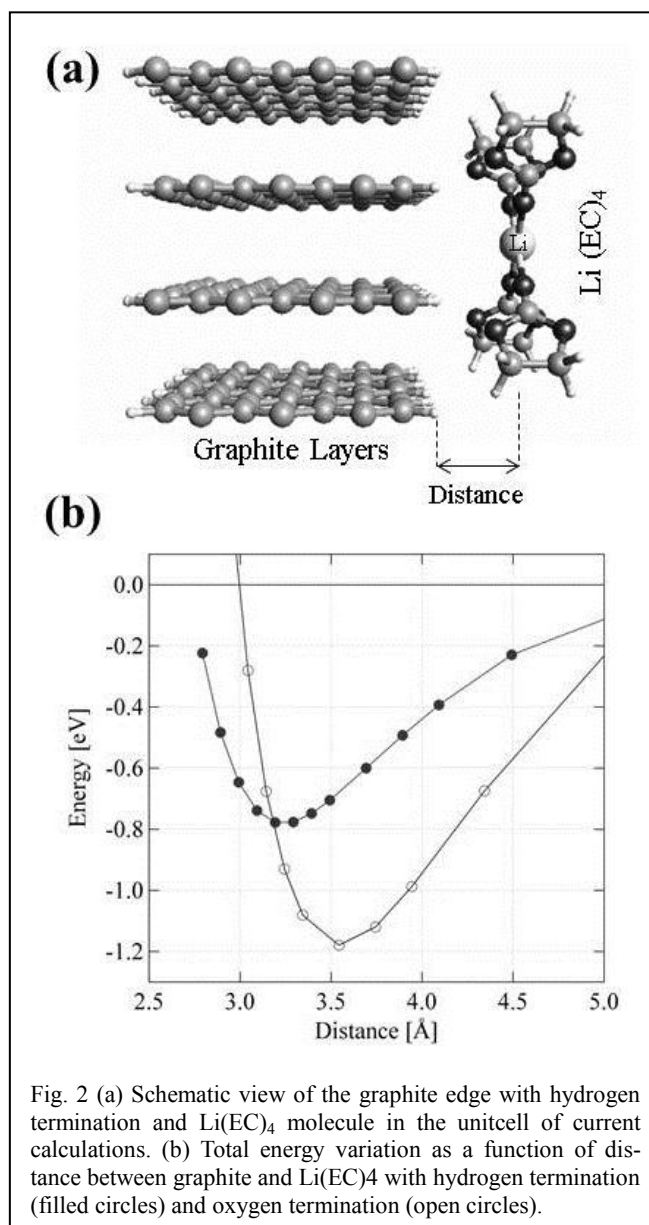 (a)
Li
Li (EC)₄
Graphite Layers
Distance
(b)
0.0
-0.2
-0.4
-0.6
-0.8
-1.0
-1.2
Energy [eV]
2.5 3.0 3.5 4.0 4.5 5.0
Distance [Å]
Fig. 2 (a) Schematic view of the graphite edge with hydrogen
termination and Li(EC)₄ molecule in the unitcell of current
calculations. (b) Total energy variation as a function of dis-
tance between graphite and Li(EC)4 with hydrogen termination
(filled circles) and oxygen termination (open circles).